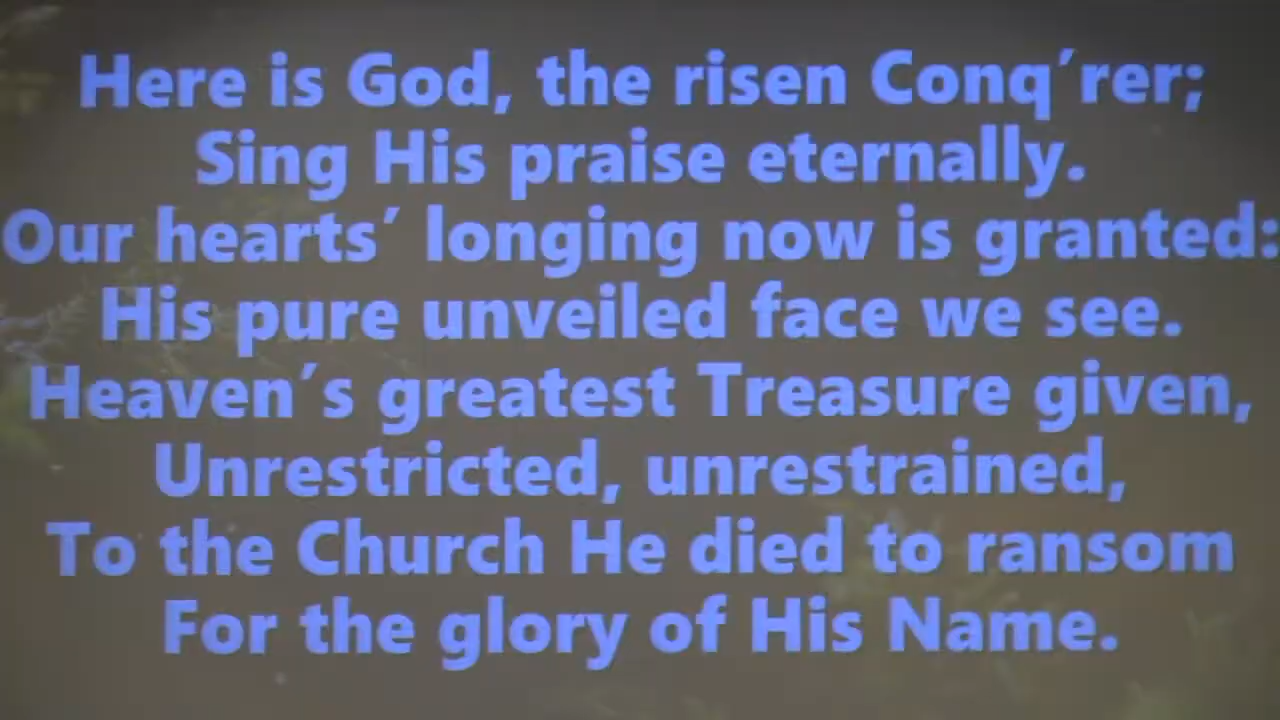 Here is God, the risen Conq′rer;
Sing His praise eternally.
Our hearts′ longing now is granted:
His pure unveiled face we see.
Heaven′s greatest Treasure given,
Unrestricted, unrestrained,
To the Church He died to ransom
For the glory of His Name.